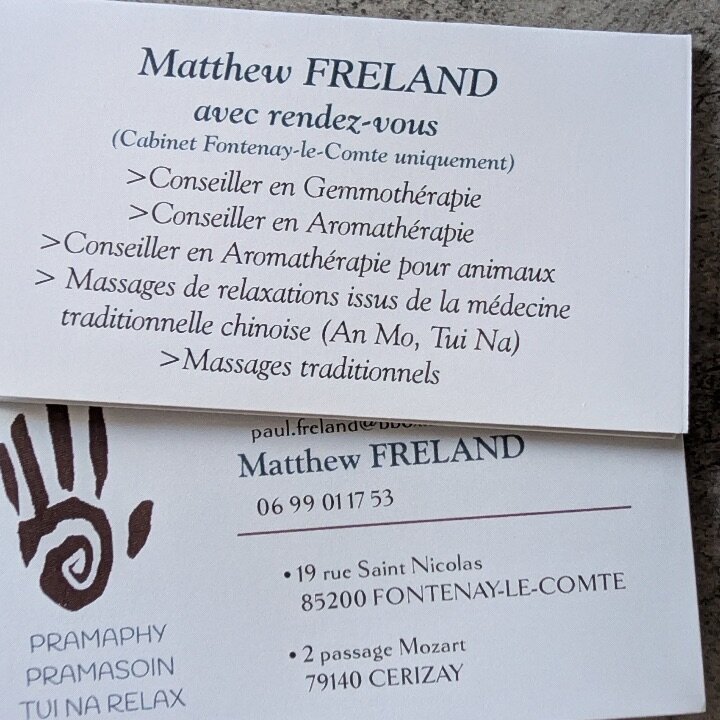 Matthew FRELAND
avec rendez-vous
(Cabinet Fontenay-le-Comte uniquement)
>Conseiller en Gemmothérapie
>Conseiller en Aromathérapie
>Conseiller en Aromathérapie pour animaux
> Massages de relaxations issus de la médecine
traditionnelle chinoise (An Mo, Tui Na)
>Massages traditionnels
paul.freland@
Matthew FRELAND
06 99 01 17 53
• 19 rue Saint Nicolas
85200 FONTENAY-LE-COMTE
• 2 passage Mozart
79140 CERIZAY
PRAMAPHY
PRAMASOIN
TUI NA RELAX